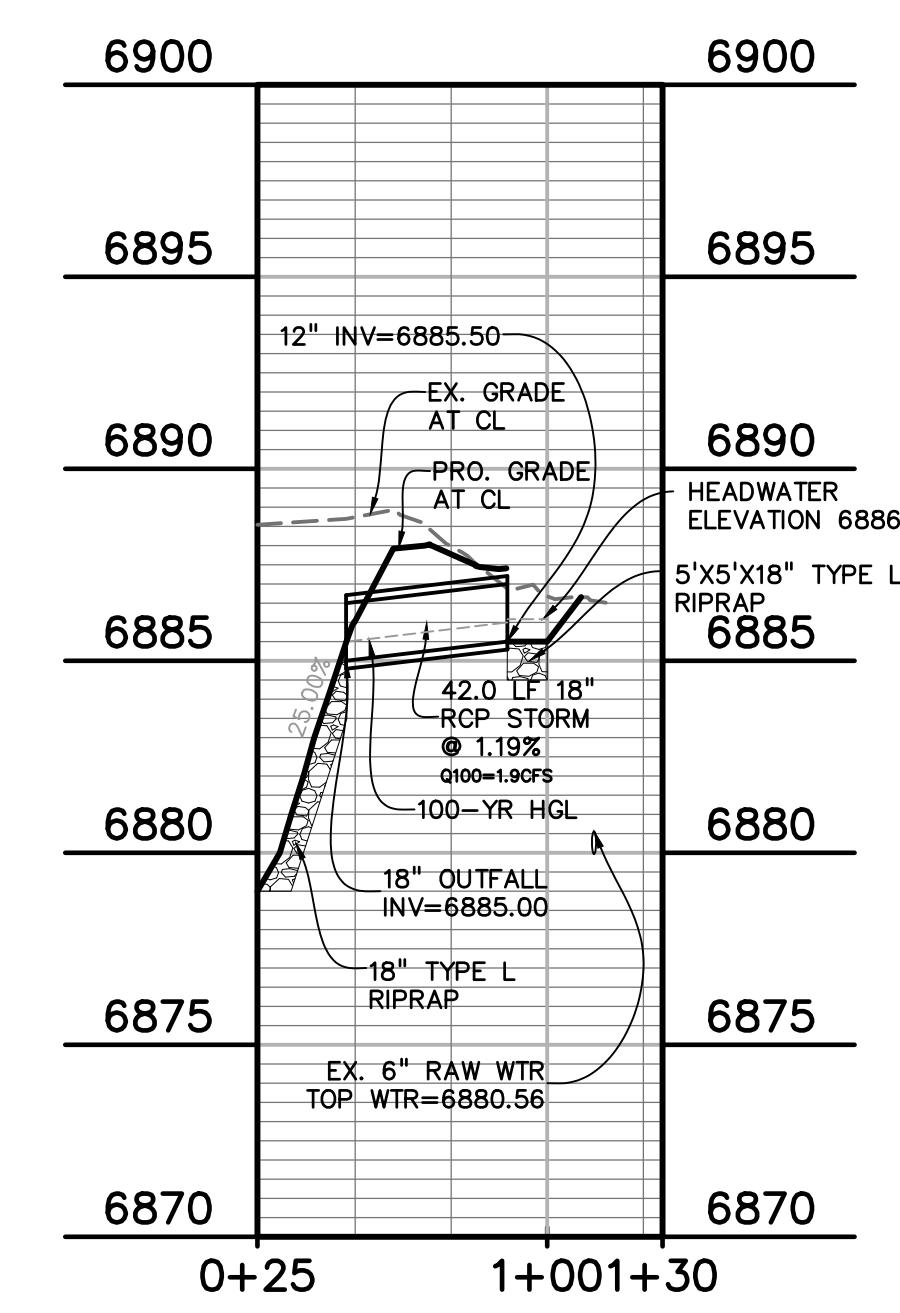 6900 6900
6895 6895
12" INV=6885.50
EX. GRADE
AT CL
6890 6890
PRO. GRADE
AT CL
HEADWATER
ELEVATION 6886
5'X5'X18" TYPE L
RIPRAP
6885 6885
25.00%
42.0 LF 18"
RCP STORM
@ 1.19%
Q100=1.9CFS
100-YR HGL
6880 6880
18" OUTFALL
INV=6885.00
18" TYPE L
RIPRAP
6875 6875
EX. 6" RAW WTR
TOP WTR=6880.56
6870 6870
0+25 1+00 1+30